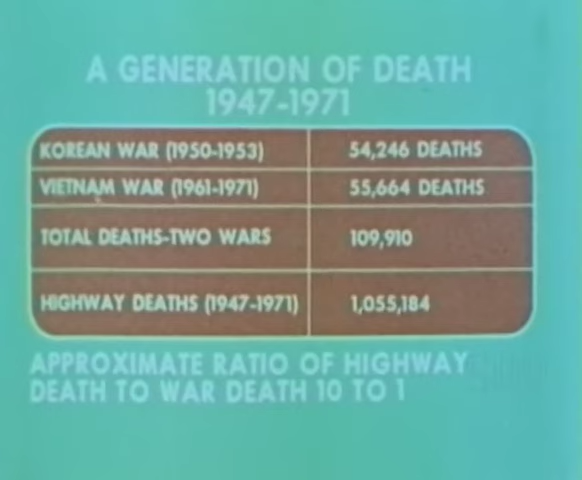 A GENERATION OF DEATH
1947-1971
KOREAN WAR (1950-1953) 54,246 DEATHS
VIETNAM WAR (1961-1971) 55,664 DEATHS
TOTAL DEATHS-TWO WARS 109,910
HIGHWAY DEATHS (1947-1971) 1,055,184
APPROXIMATE RATIO OF HIGHWAY
DEATH TO WAR DEATH 10 TO 1